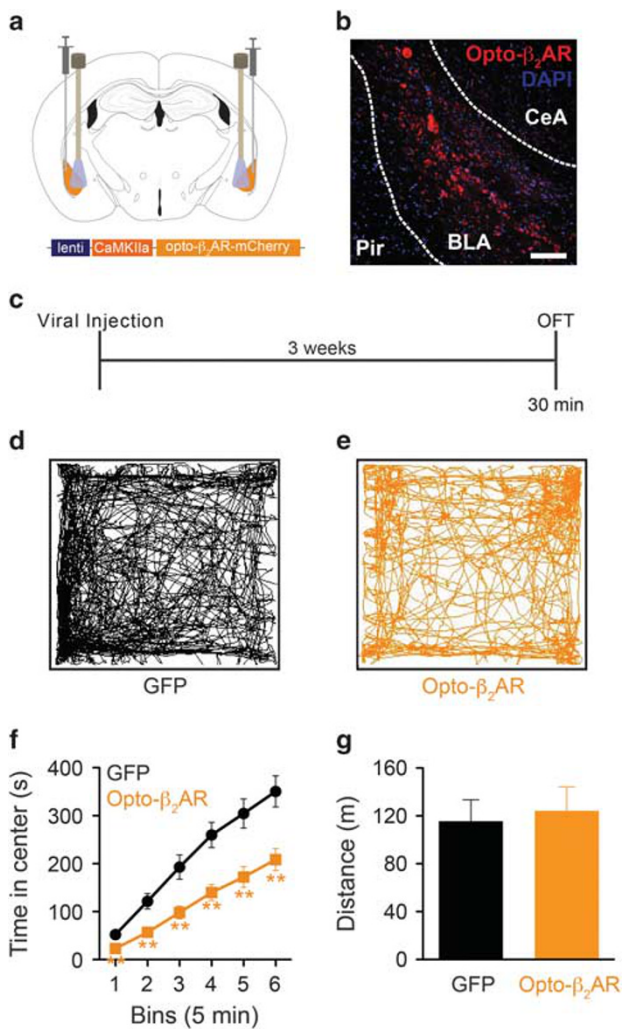 a
lenti CaMKIIa opto-β₂AR-mCherry
b
Opto-β₂AR
DAPI
CeA
Pir
BLA
c
Viral Injection
OFT
3 weeks
30 min
d
GFP
e
Opto-β₂AR
f
GFP
Opto-β₂AR
Time in center (s)
400
300
200
100
0
** ** ** ** ** **
1 2 3 4 5 6
Bins (5 min)
g
Distance (m)
160
120
80
40
0
GFP Opto-β₂AR